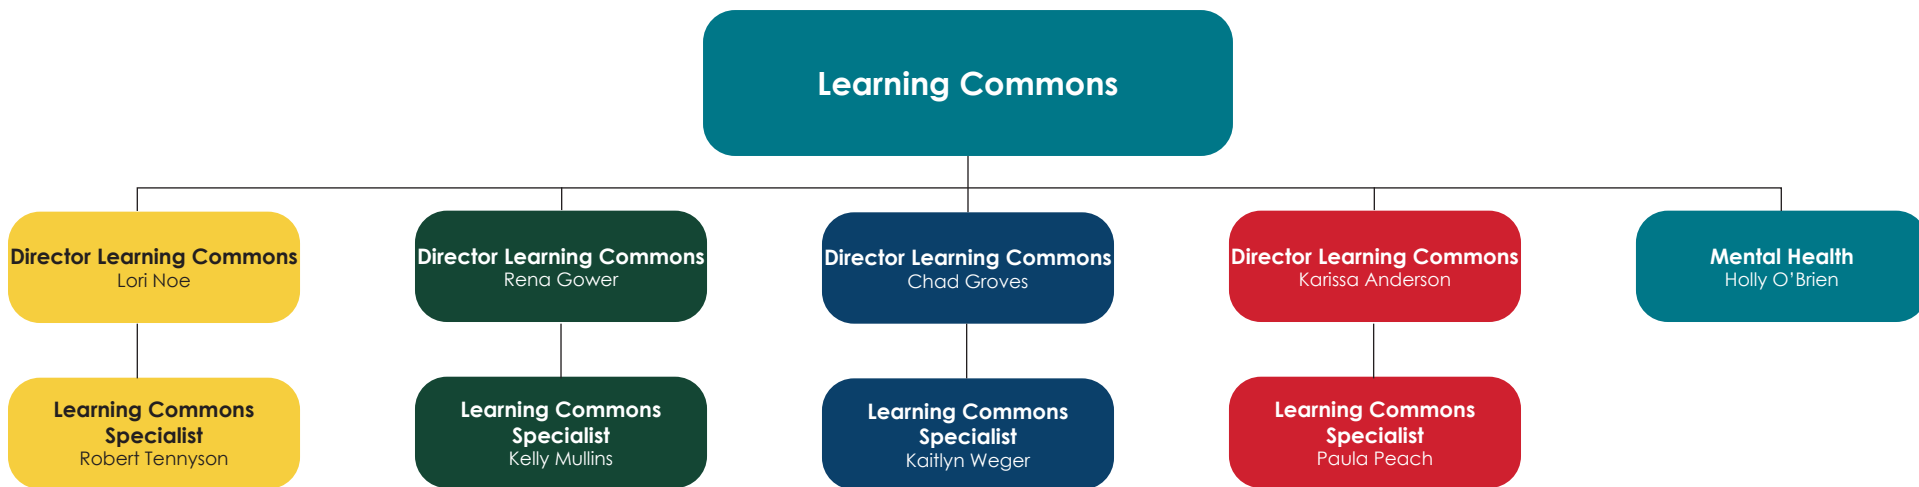 Learning Commons
Director Learning Commons
Lori Noe
Director Learning Commons
Rena Gower
Director Learning Commons
Chad Groves
Director Learning Commons
Karissa Anderson
Mental Health
Holly O’Brien
Learning Commons
Specialist
Robert Tennyson
Learning Commons
Specialist
Kelly Mullins
Learning Commons
Specialist
Kaitlyn Weger
Learning Commons
Specialist
Paula Peach